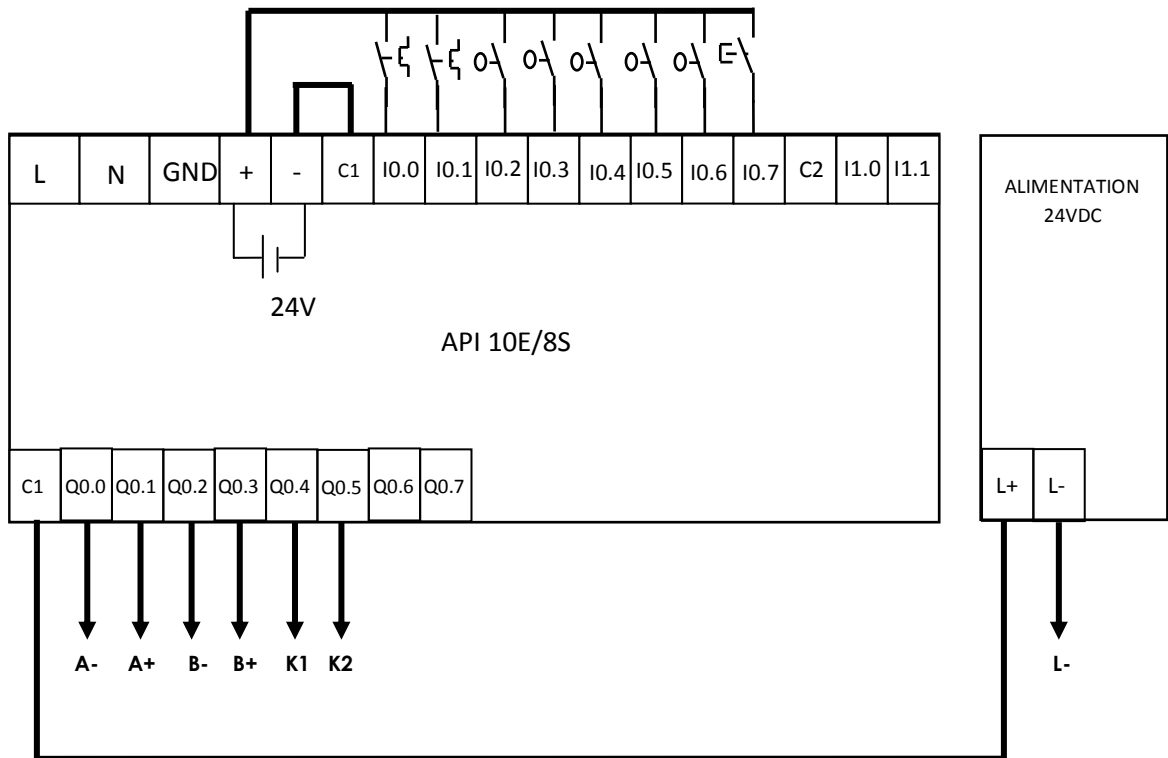 L N GND + - C1 I0.0 I0.1 I0.2 I0.3 I0.4 I0.5 I0.6 I0.7 C2 I1.0 I1.1
ALIMENTATION
24VDC
24V
API 10E/8S
C1 Q0.0 Q0.1 Q0.2 Q0.3 Q0.4 Q0.5 Q0.6 Q0.7
L+ L-
A- A+ B- B+ K1 K2
L-